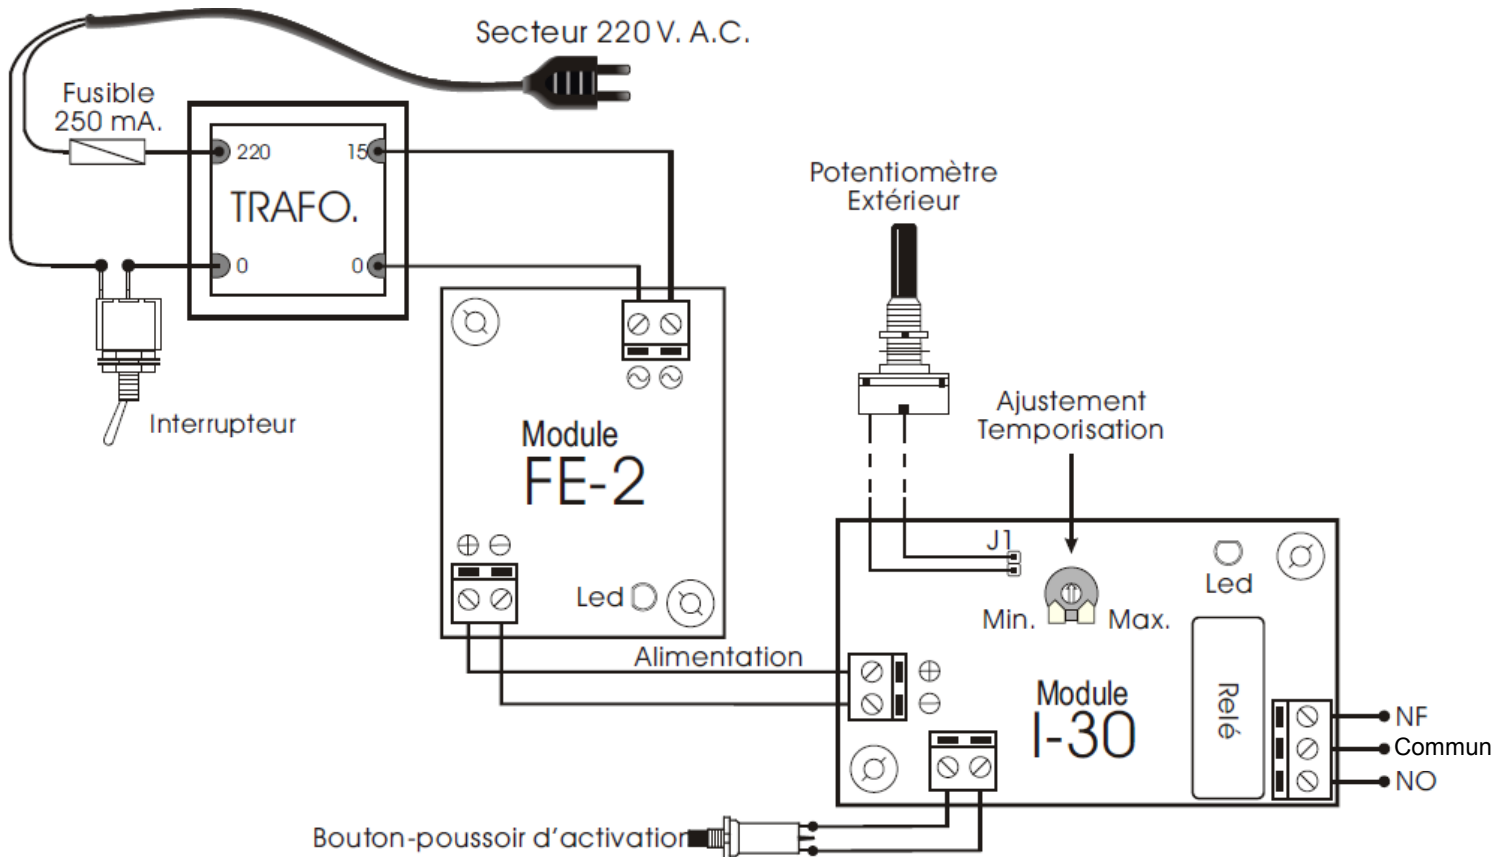 Secteur 220 V. A.C.
Fusible
250 mA.
220
15
TRAFO.
0
0
Interrupteur
Potentiomètre
Extérieur
Module
FE-2
Led
Ajustement
Temporisation
J1
Led
Min.
Max.
Alimentation
Module
I-30
Relé
NF
Commun
NO
Bouton-poussoir d'activation